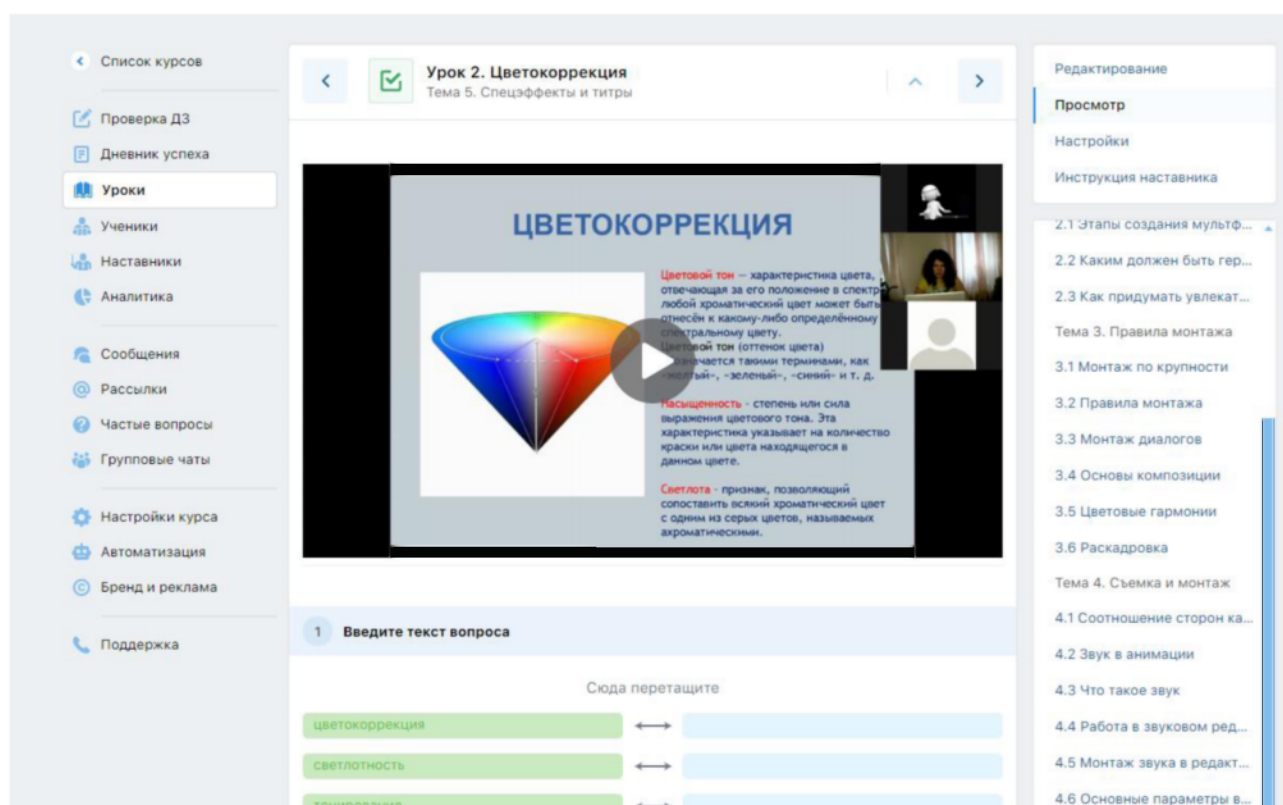 Список курсов
Проверка ДЗ
Дневник успеха
Уроки
Ученики
Наставники
Аналитика
Сообщения
Рассылки
Частые вопросы
Групповые чаты
Настройки курса
Автоматизация
Бренд и реклама
Поддержка
Урок 2. Цветокоррекция
Тема 5. Спецэффекты и титры
ЦВЕТОКОРРЕКЦИЯ
Цветовой тон — характеристика цвета,
отвечающая за его положение в спектр
любой хроматический цвет может быть
отнесён к какому-либо определённому
спектральному цвету.
Цветовой тон (оттенок цвета)
обозначается такими терминами, как
«желтый», «зеленый», «синий» и т. д.
Насыщенность - степень или сила
выражения цветового тона. Эта
характеристика указывает на количество
краски или цвета находящегося в
данном цвете.
Светлота - признак, позволяющий
сопоставить всякий хроматический цвет
с одним из серых цветов, называемых
ахроматическими.
1 Введите текст вопроса
Сюда перетащите
цветокоррекция
светлотность
тонирование
Редактирование
Просмотр
Настройки
Инструкция наставника
2.1 Этапы создания мультф...
2.2 Каким должен быть гер...
2.3 Как придумать увлекат...
Тема 3. Правила монтажа
3.1 Монтаж по крупности
3.2 Правила монтажа
3.3 Монтаж диалогов
3.4 Основы композиции
3.5 Цветовые гармонии
3.6 Раскадровка
Тема 4. Съемка и монтаж
4.1 Соотношение сторон ка...
4.2 Звук в анимации
4.3 Что такое звук
4.4 Работа в звуковом ред...
4.5 Монтаж звука в редакт...
4.6 Основные параметры в...